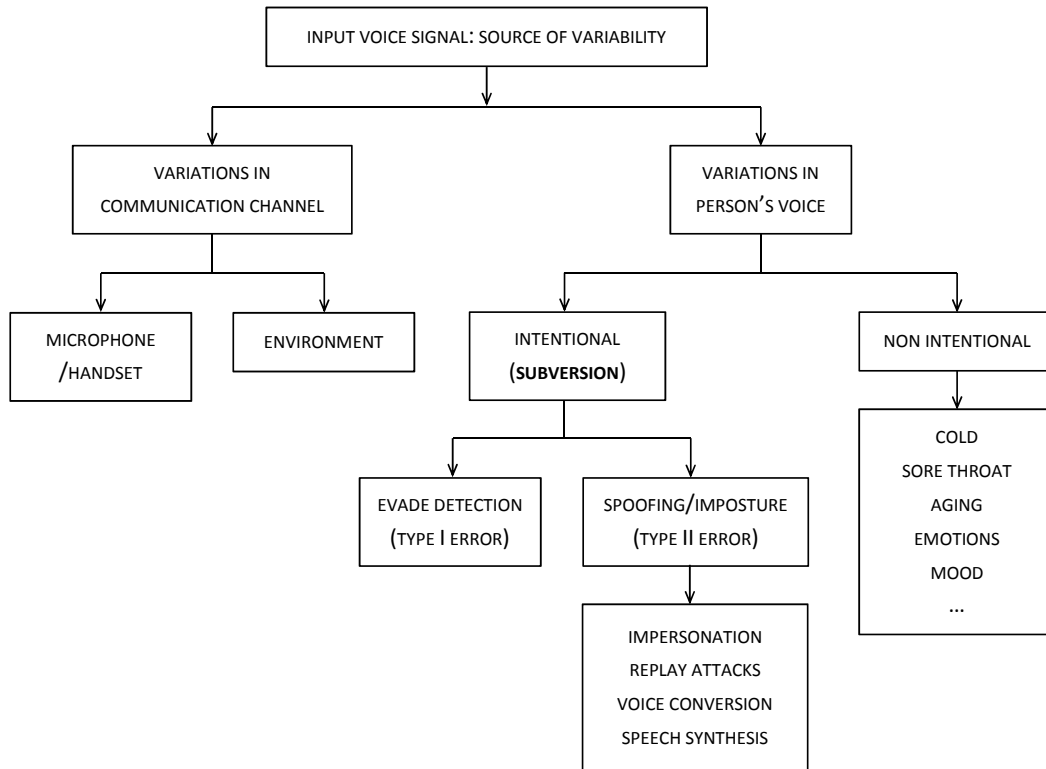 INPUT VOICE SIGNAL: SOURCE OF VARIABILITY
VARIATIONS IN
COMMUNICATION CHANNEL
VARIATIONS IN
PERSON'S VOICE
MICROPHONE
/HANDSET
ENVIRONMENT
INTENTIONAL
(SUBVERSION)
NON INTENTIONAL
EVADE DETECTION
(TYPE I ERROR)
SPOOFING/IMPOSTURE
(TYPE II ERROR)
COLD
SORE THROAT
AGING
EMOTIONS
MOOD
...
IMPERSONATION
REPLAY ATTACKS
VOICE CONVERSION
SPEECH SYNTHESIS